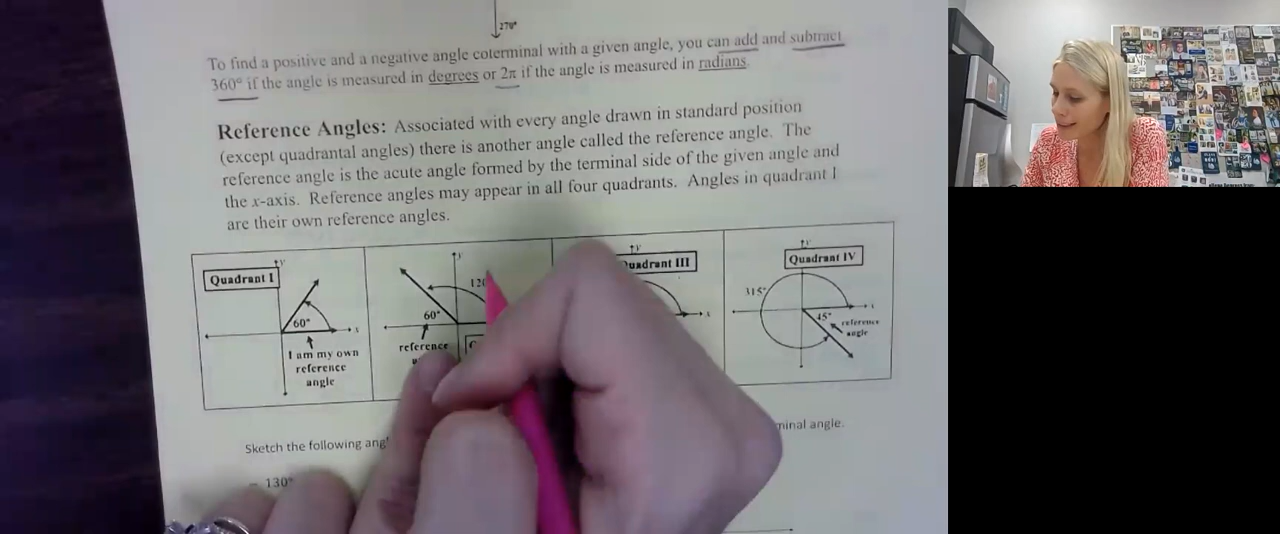 270°
To find a positive and a negative angle coterminal with a given angle, you can add and subtract
360° if the angle is measured in degrees or 2π if the angle is measured in radians.
Reference Angles: Associated with every angle drawn in standard position
(except quadrantal angles) there is another angle called the reference angle. The
reference angle is the acute angle formed by the terminal side of the given angle and
the x-axis. Reference angles may appear in all four quadrants. Angles in quadrant I
are their own reference angles.
Quadrant I
y
60°
x
I am my own
reference
angle
y
60°
reference
Quadrant III
y
x
Quadrant IV
y
315°
x
45°
reference
angle
Sketch the following
130°